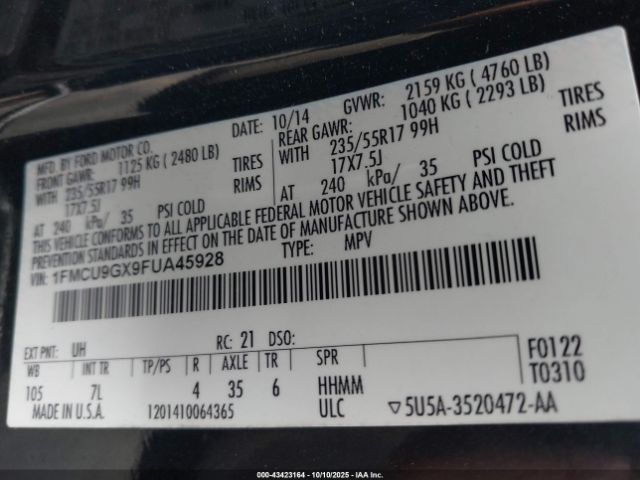 MFD. BY FORD MOTOR CO.
DATE: 10/14 GVWR: 2159 KG ( 4760 LB)
FRONT GAWR: 1125 KG ( 2480 LB) REAR GAWR: 1040 KG ( 2293 LB)
WITH 235/55R17 99H TIRES WITH 235/55R17 99H TIRES
17X7.5J RIMS 17X7.5J RIMS
AT 240 kPa/ 35 PSI COLD AT 240 kPa/ 35 PSI COLD
THIS VEHICLE CONFORMS TO ALL APPLICABLE FEDERAL MOTOR VEHICLE SAFETY AND THEFT
PREVENTION STANDARDS IN EFFECT ON THE DATE OF MANUFACTURE SHOWN ABOVE.
VIN: 1FMCU9GX9FUA45928 TYPE: MPV
EXT PNT: UH RC: 21 DSO:
WB INT TR TP/PS R AXLE TR SPR F0122
105 7L 4 35 6 HHMM T0310
MADE IN U.S.A. 1201410064365 ULC ▽5U5A-3520472-AA
000-43423164 - 10/10/2025 - IAA Inc.